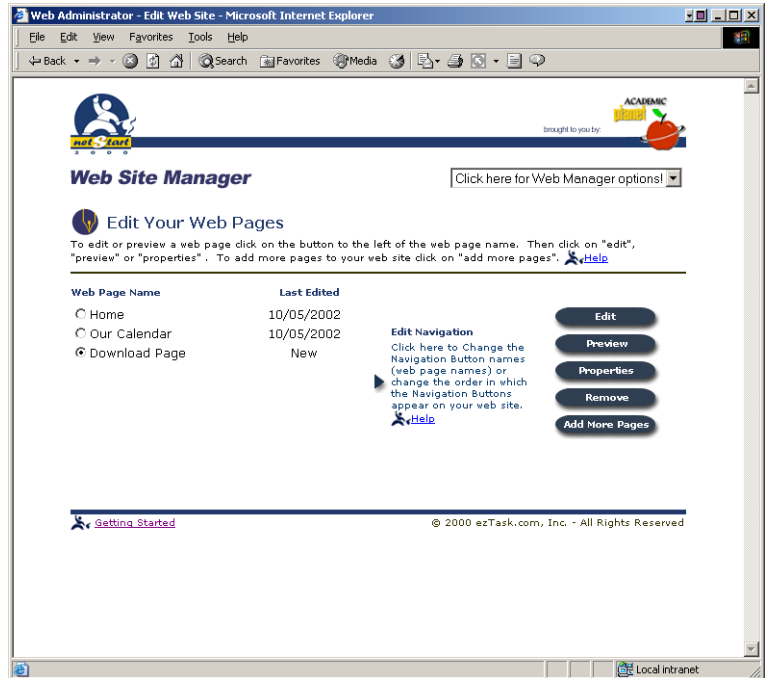 Web Administrator - Edit Web Site - Microsoft Internet Explorer
File Edit View Favorites Tools Help
Back Search Favorites Media
ACADEMIC
planet
brought to you by:
netStart
2 0 0 0
Web Site Manager
Click here for Web Manager options!
Edit Your Web Pages
To edit or preview a web page click on the button to the left of the web page name. Then click on "edit",
"preview" or "properties" . To add more pages to your web site click on "add more pages". Help
Web Page Name Last Edited
Home 10/05/2002
Our Calendar 10/05/2002
Download Page New
Edit Navigation
Click here to Change the
Navigation Button names
(web page names) or
change the order in which
the Navigation Buttons
appear on your web site.
Help
Edit
Preview
Properties
Remove
Add More Pages
Getting Started © 2000 ezTask.com, Inc. - All Rights Reserved
Local intranet